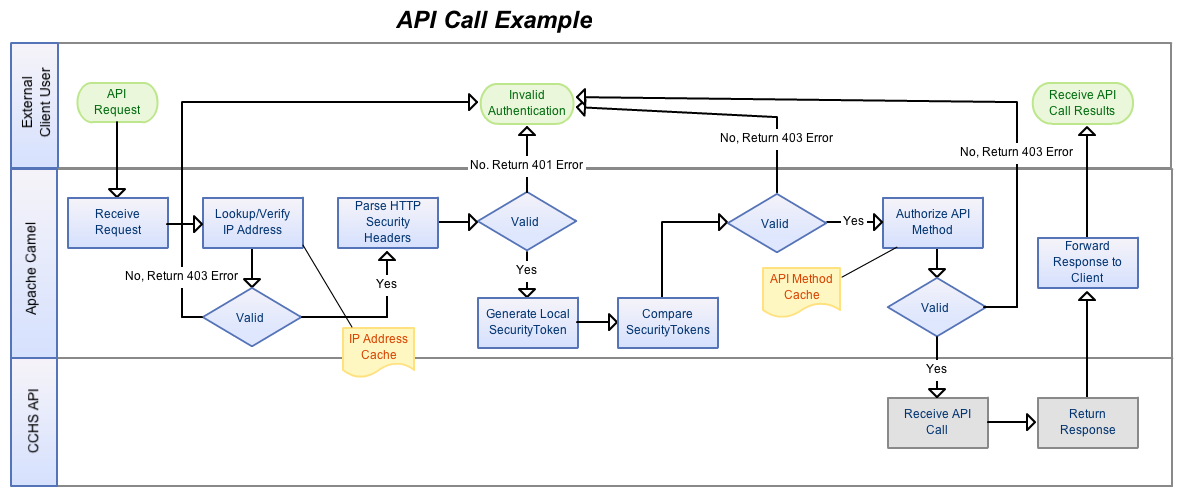 API Call Example
External
Client User
API
Request
Invalid
Authentication
Receive API
Call Results
No, Return 403 Error
No, Return 403 Error
No. Return 401 Error
Apache Camel
Receive
Request
Lookup/Verify
IP Address
Parse HTTP
Security
Headers
Valid
Valid
Yes
Authorize API
Method
Forward
Response to
Client
No, Return 403 Error
Yes
Yes
API Method
Cache
Valid
Generate Local
SecurityToken
Compare
SecurityTokens
Valid
IP Address
Cache
Yes
CCHS API
Receive API
Call
Return
Response